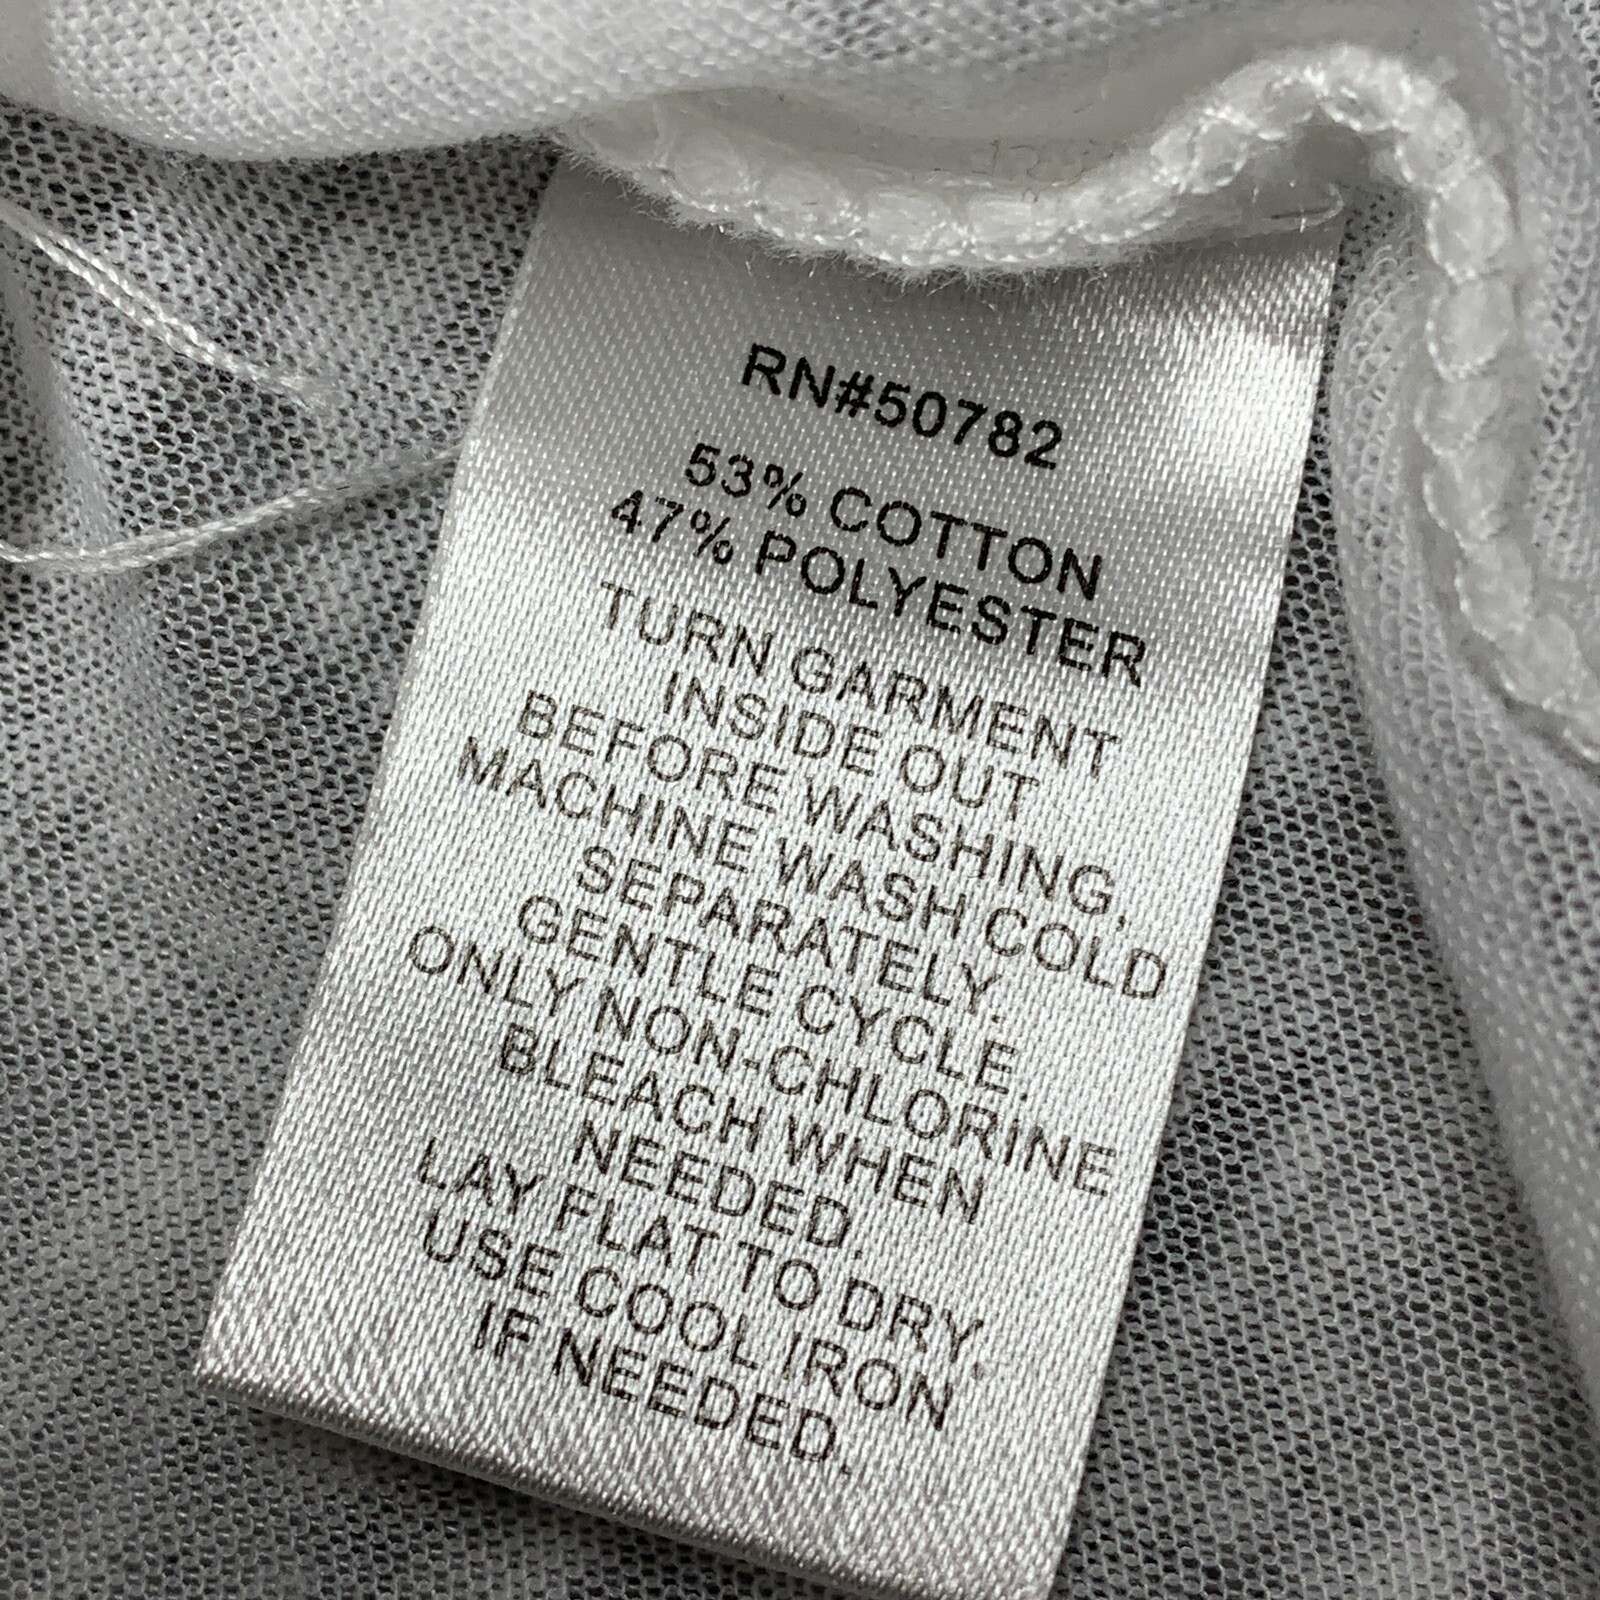 RN#50782
53% COTTON
47% POLYESTER
TURN GARMENT
INSIDE OUT
BEFORE WASHING,
MACHINE WASH COLD
SEPARATELY.
GENTLE CYCLE.
ONLY NON-CHLORINE
BLEACH WHEN
NEEDED.
LAY FLAT TO DRY.
USE COOL IRON
IF NEEDED.